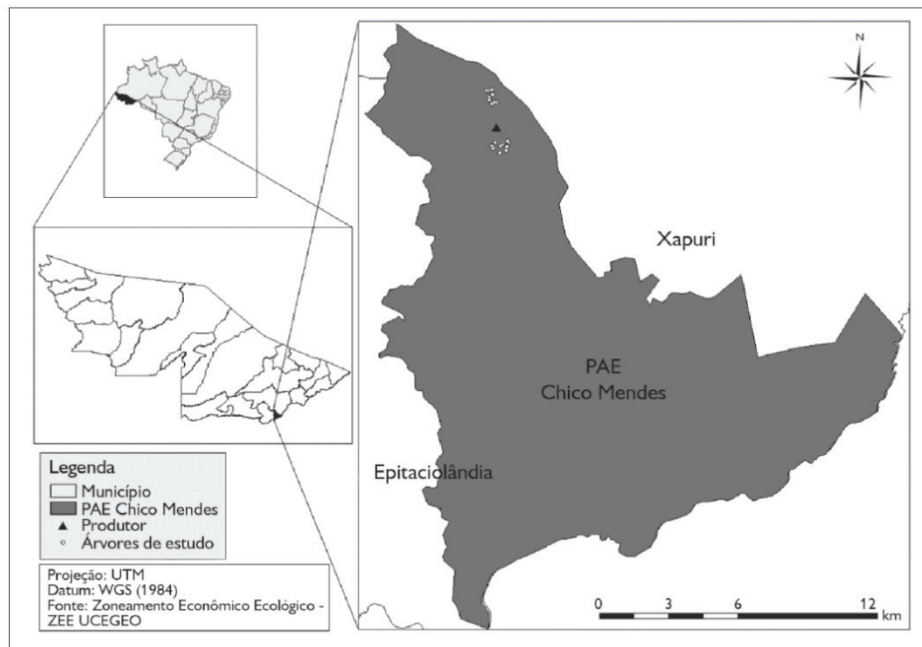 N
Xapuri
PAE
Chico Mendes
Epitaciolândia
Legenda
Município
PAE Chico Mendes
Produtor
Árvores de estudo
Projeção: UTM
Datum: WGS (1984)
Fonte: Zoneamento Econômico Ecológico -
ZEE UCEGEO
0 3 6 12
km